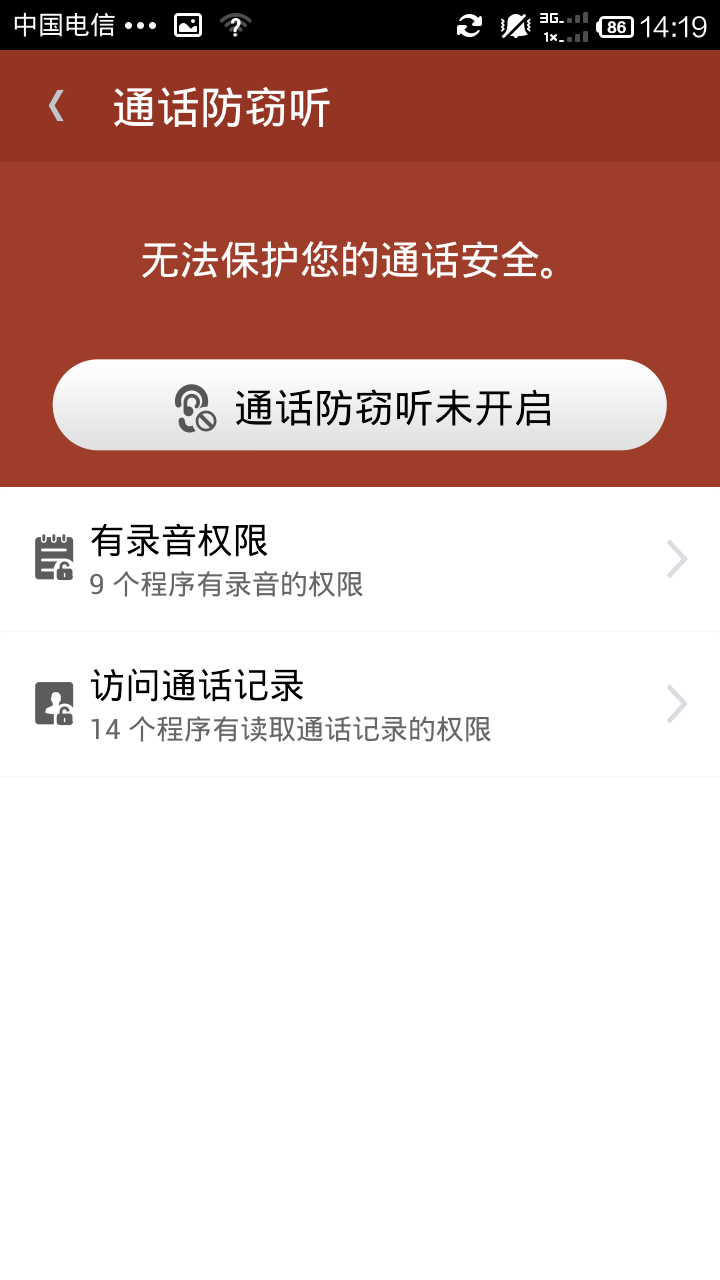 中国电信 ••• 3G 86 14:19
1x
通话防窃听
无法保护您的通话安全。
通话防窃听未开启
有录音权限
9 个程序有录音的权限
访问通话记录
14 个程序有读取通话记录的权限